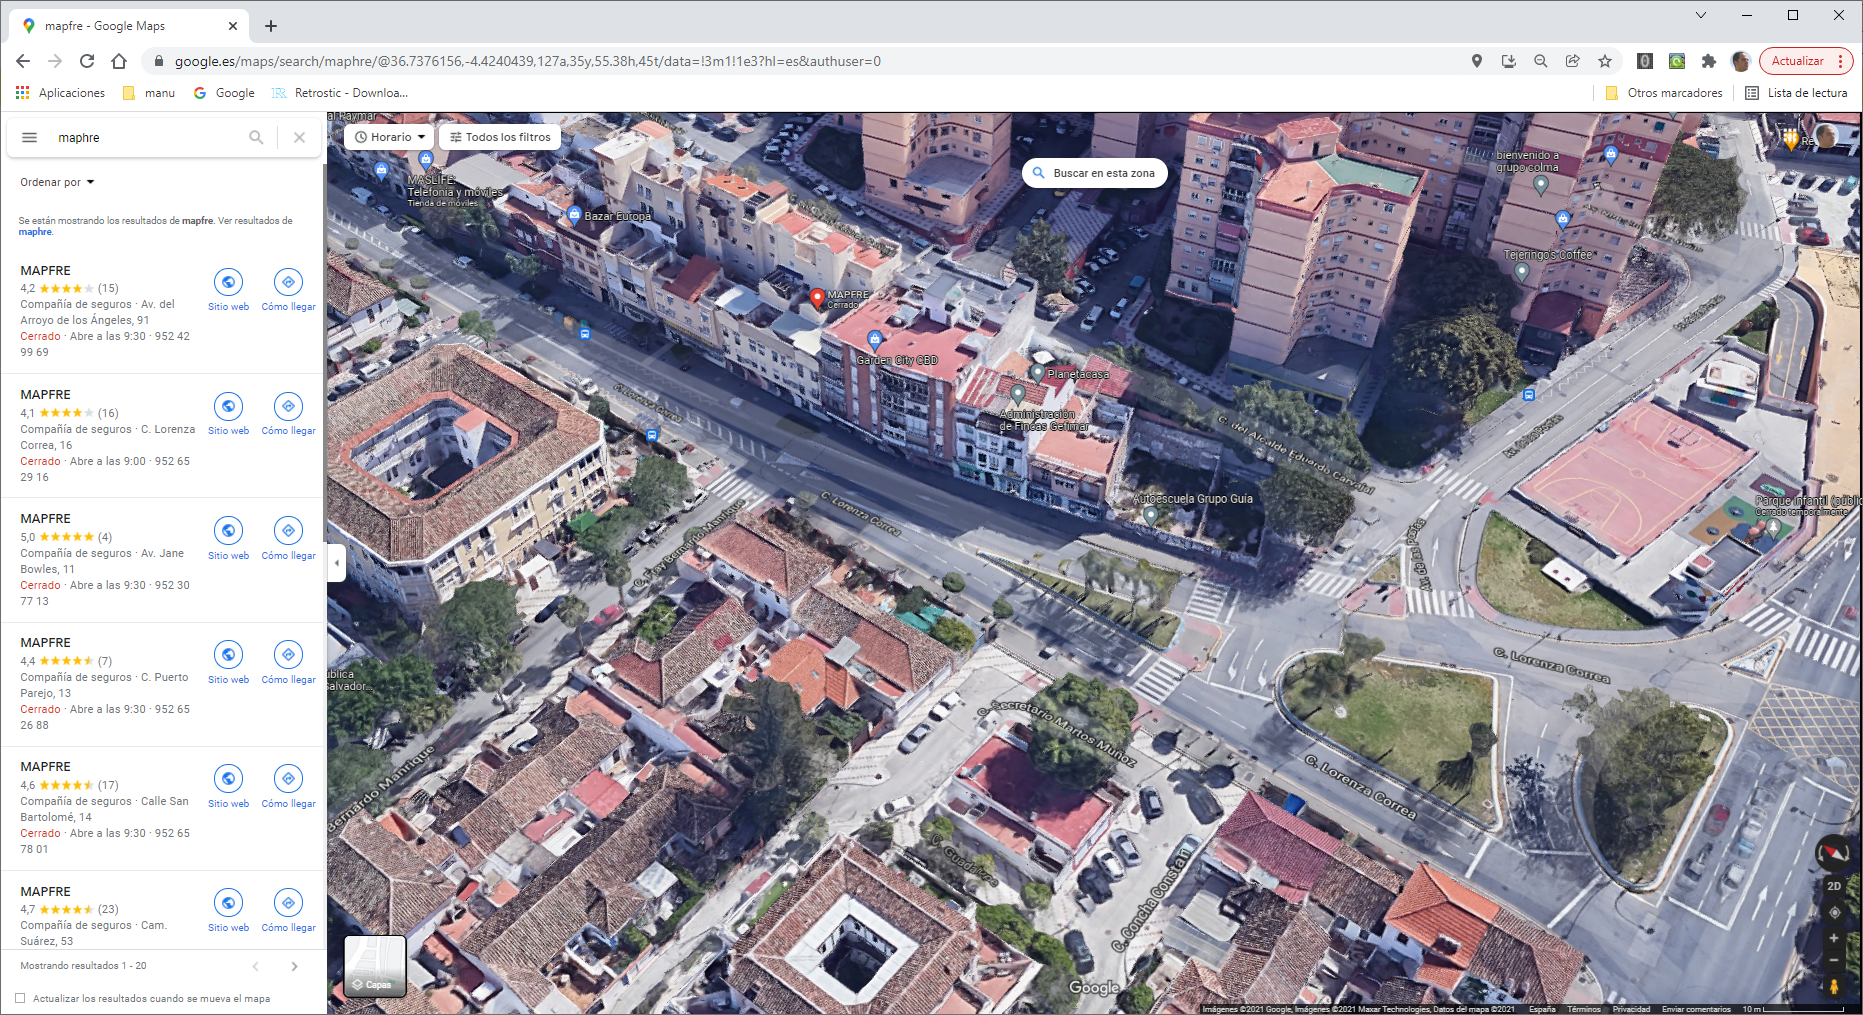 mapfre - Google Maps
google.es/maps/search/maphre/@36.7376156,-4.4240439,127a,35y,55.38h,45t/data=!3m1!1e3?hl=es&authuser=0
Actualizar
Aplicaciones
manu
Google
Retrostic - Downloa...
Otros marcadores
Lista de lectura
maphre
Horario
Todos los filtros
Buscar en esta zona
Ordenar por
Se están mostrando los resultados de mapfre. Ver resultados de
maphre.
MAPFRE
4,2 (15)
Compañía de seguros · Av. del
Arroyo de los Ángeles, 91
Cerrado · Abre a las 9:30 · 952 42
99 69
Sitio web
Cómo llegar
MAPFRE
4,1 (16)
Compañía de seguros · C. Lorenza
Correa, 16
Cerrado · Abre a las 9:00 · 952 65
29 16
Sitio web
Cómo llegar
MAPFRE
5,0 (4)
Compañía de seguros · Av. Jane
Bowles, 11
Cerrado · Abre a las 9:30 · 952 30
77 13
Sitio web
Cómo llegar
MAPFRE
4,4 (7)
Compañía de seguros · C. Puerto
Parejo, 13
Cerrado · Abre a las 9:30 · 952 65
26 88
Sitio web
Cómo llegar
MAPFRE
4,6 (17)
Compañía de seguros · Calle San
Bartolomé, 14
Cerrado · Abre a las 9:30 · 952 65
78 01
Sitio web
Cómo llegar
MAPFRE
4,7 (23)
Compañía de seguros · Cam.
Suárez, 53
Sitio web
Cómo llegar
Mostrando resultados 1 - 20
Actualizar los resultados cuando se mueva el mapa
al Paymar
MASLIFE:
Telefonía y móviles
Tienda de móviles
Bazar Europa
bienvenido a
grupo colma
Re
Tejeringo's Coffee
MAPFRE
Cerrado
Garden City CBD
Planetacasa
Administración
de Fincas Gefimar
C. del Alcalde Eduardo Carvajal
Autoescuela Grupo Guía
Parque Infantil (públic
Cerrado temporalmente
C. Lorenza Correa
C. Fray Bernardo Manrique
C. Lorenza Correa
ública
Salvador...
C. Secretario Martos Muñoz
C. Lorenza Correa
Bernardo Manrique
C. Guadalupe
C. Concha Constán
2D
Capas
Google
Imágenes ©2021 Google, Imágenes ©2021 Maxar Technologies, Datos del mapa ©2021
España
Términos
Privacidad
Enviar comentarios
10 m